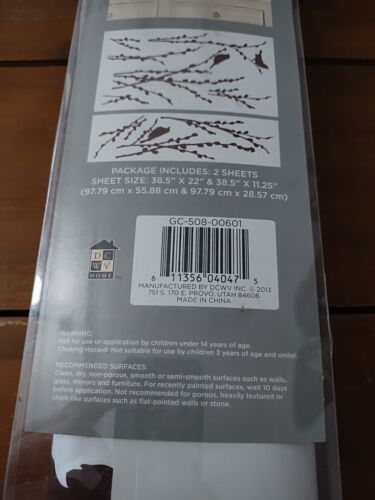 PACKAGE INCLUDES: 2 SHEETS
SHEET SIZE: 38.5" X 22" & 38.5" X 11.25"
(97.79 cm x 55.88 cm & 97.79 cm x 28.57 cm)
GC-508-00601
6 11356 04047 5
DCWV
HOME
MANUFACTURED BY DCWV INC. © 2013
751 S. 170 E. PROVO, UTAH 84606
MADE IN CHINA
WARNING:
Not for use or application by children under 14 years of age.
Choking Hazard: Not suitable for use by children 3 years of age and under.
RECOMMENDED SURFACES:
Clean, dry, non-porous, smooth or semi-smooth surfaces such as walls,
glass, mirrors and furniture. For recently painted surfaces, wait 10 days
before application. Not recommended for porous, heavily textured or
chalk-like surfaces such as flat-painted walls or stone.